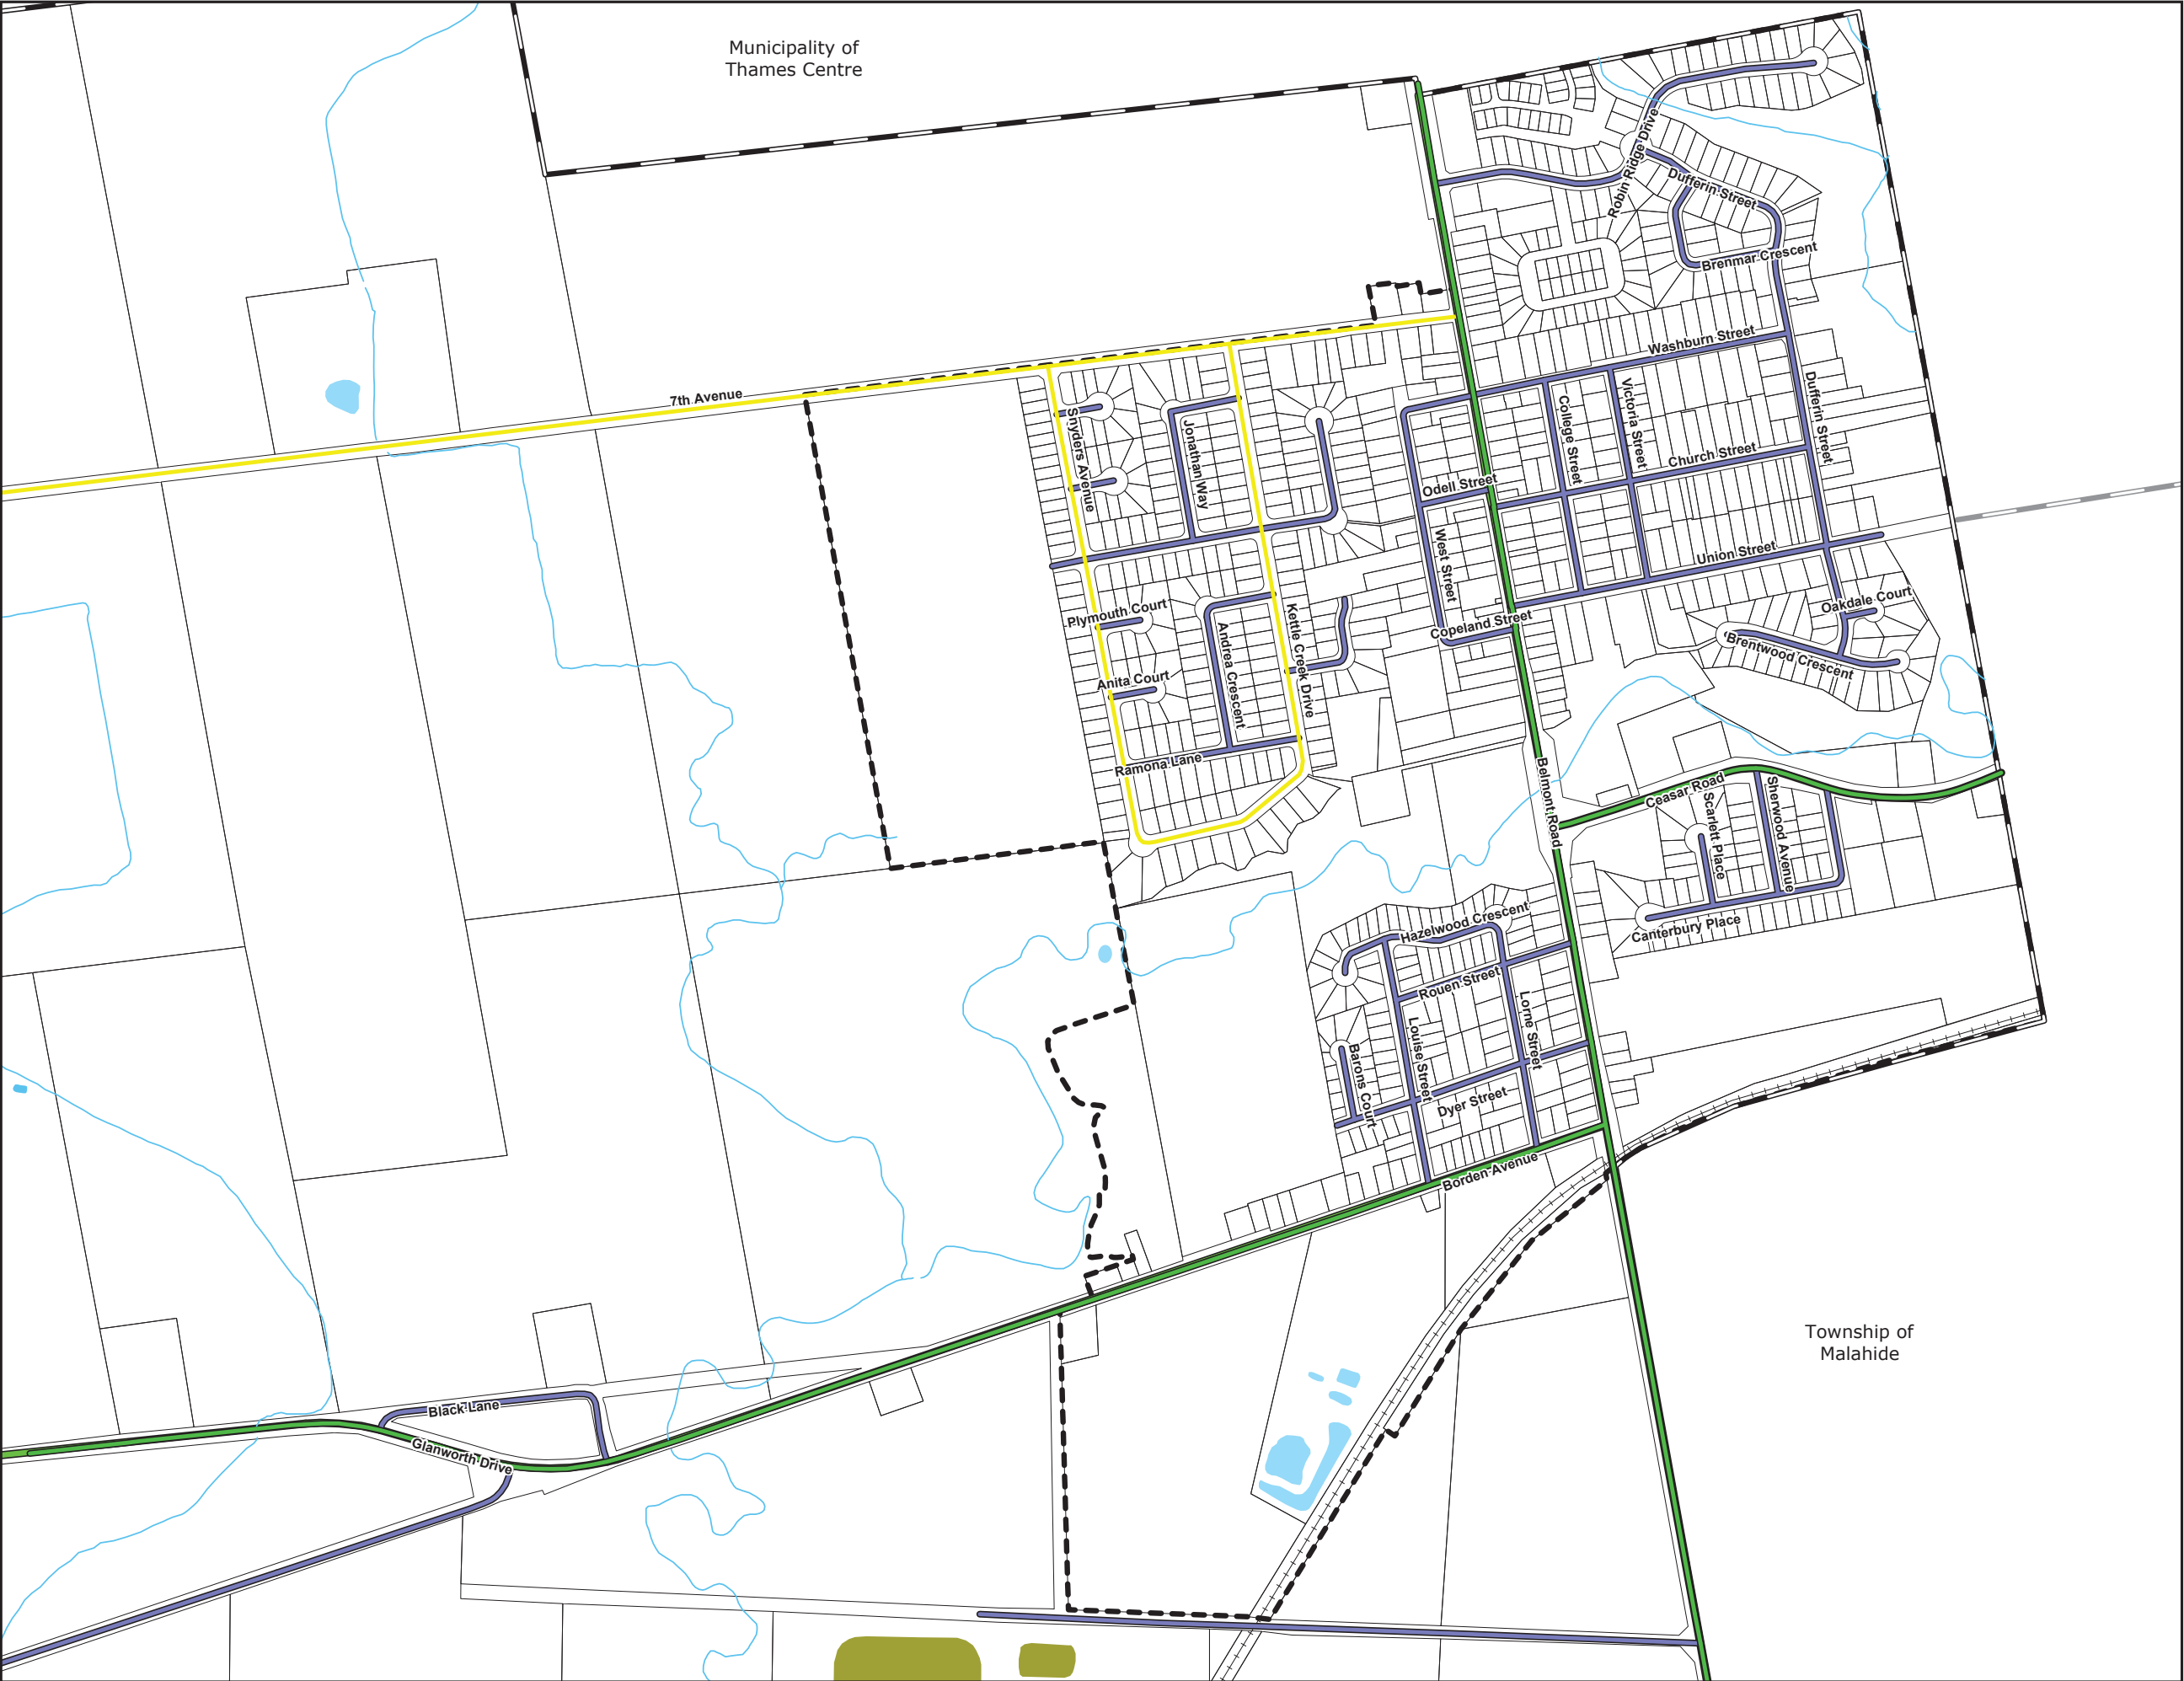 Municipality of
Thames Centre
Robin Ridge Drive
Dufferin Street
Brenmar Crescent
Washburn Street
7th Avenue
Snyders Avenue
Jonathan Way
College Street
Victoria Street
Dufferin Street
Church Street
Odell Street
West Street
Union Street
Plymouth Court
Andrea Crescent
Kettle Creek Drive
Copeland Street
Oakdale Court
Brentwood Crescent
Anita Court
Ramona Lane
Belmont Road
Ceasar Road
Scarlett Place
Sherwood Avenue
Canterbury Place
Hazelwood Crescent
Rouen Street
Lorne Street
Louise Street
Barons Court
Dyer Street
Borden Avenue
Township of
Malahide
Black Lane
Glanworth Drive